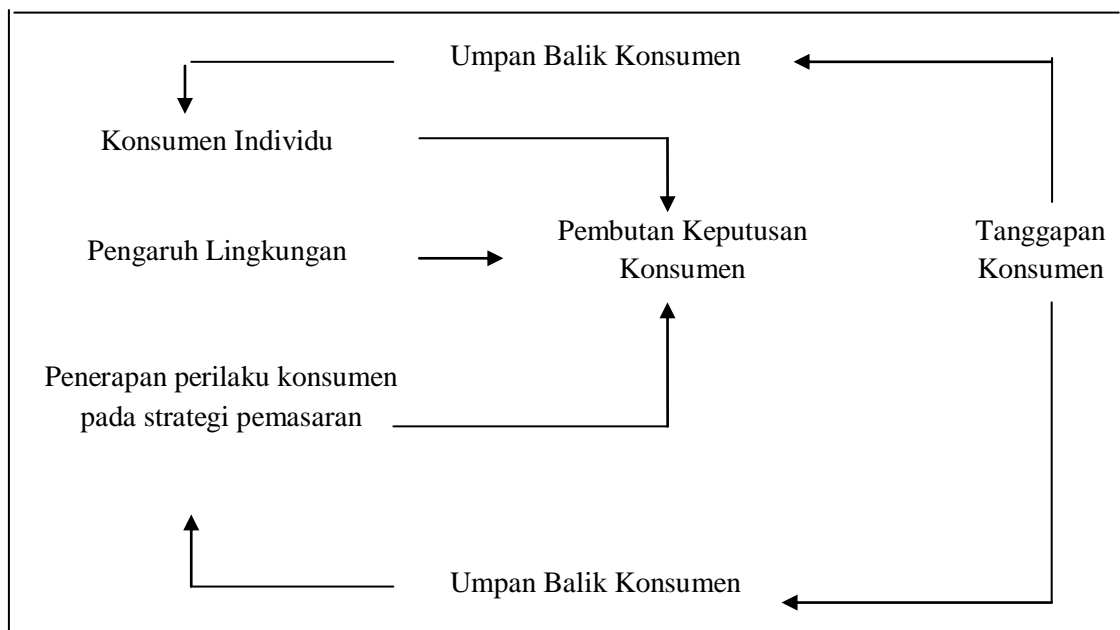 Umpan Balik Konsumen
Konsumen Individu
Pengaruh Lingkungan
Pembutan Keputusan
Konsumen
Tanggapan
Konsumen
Penerapan perilaku konsumen
pada strategi pemasaran
Umpan Balik Konsumen